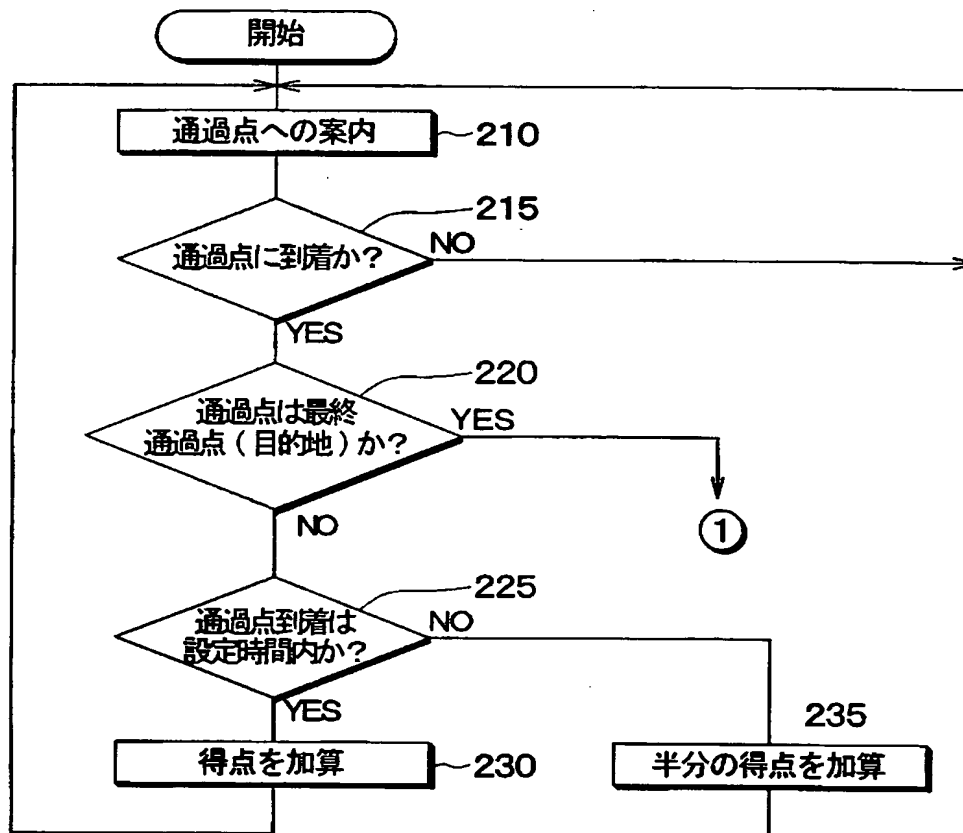 開始
通過点への案内
210
215
通過点に到着か?
NO
YES
220
通過点は最終
通過点(目的地)か?
YES
NO
①
225
通過点到着は
設定時間内か?
NO
YES
235
得点を加算
230
半分の得点を加算